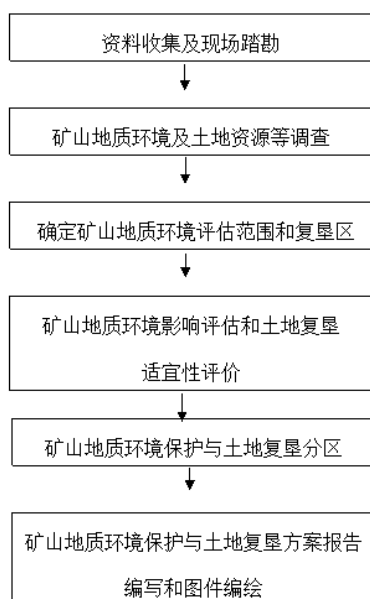 资料收集及现场踏勘
矿山地质环境及土地资源等调查
确定矿山地质环境评估范围和复垦区
矿山地质环境影响评估和土地复垦
适宜性评价
矿山地质环境保护与土地复垦分区
矿山地质环境保护与土地复垦方案报告
编写和图件编绘